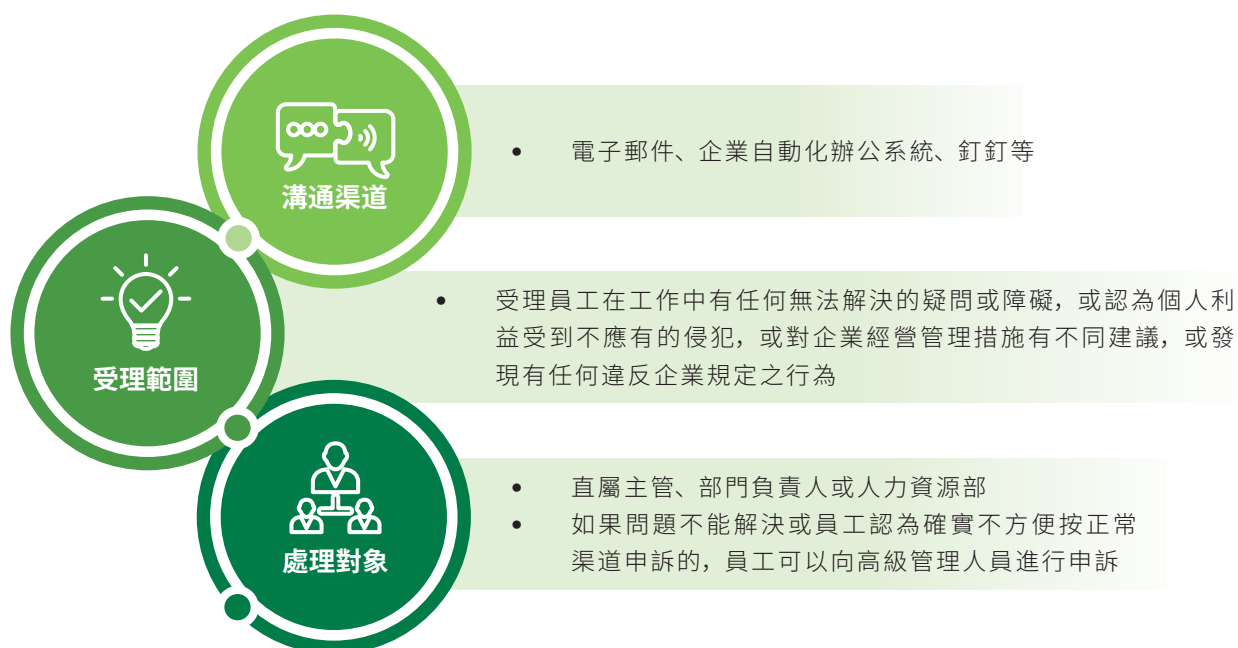 溝通渠道
• 電子郵件、企業自動化辦公系統、釘釘等
受理範圍
• 受理員工在工作中有任何無法解決的疑問或障礙，或認為個人利
益受到不應有的侵犯，或對企業經營管理措施有不同建議，或發
現有任何違反企業規定之行為
處理對象
• 直屬主管、部門負責人或人力資源部
• 如果問題不能解決或員工認為確實不方便按正常
渠道申訴的，員工可以向高級管理人員進行申訴